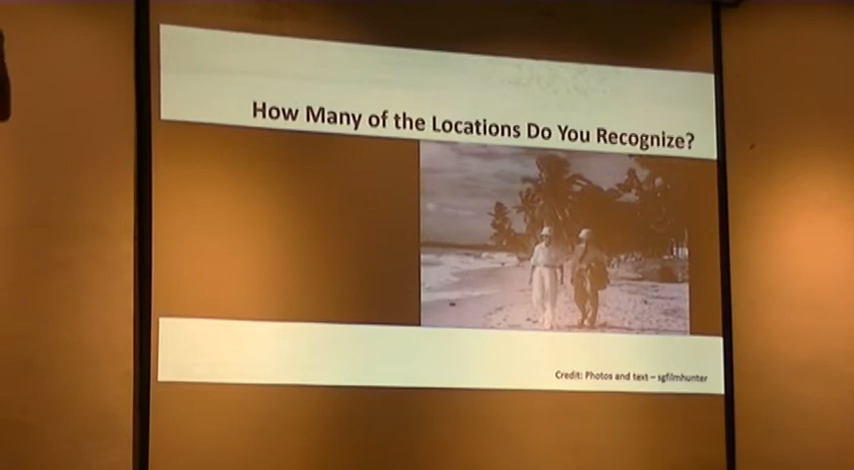 How Many of the Locations Do You Recognize?
Credit: Photos and text – sgfilmhunter